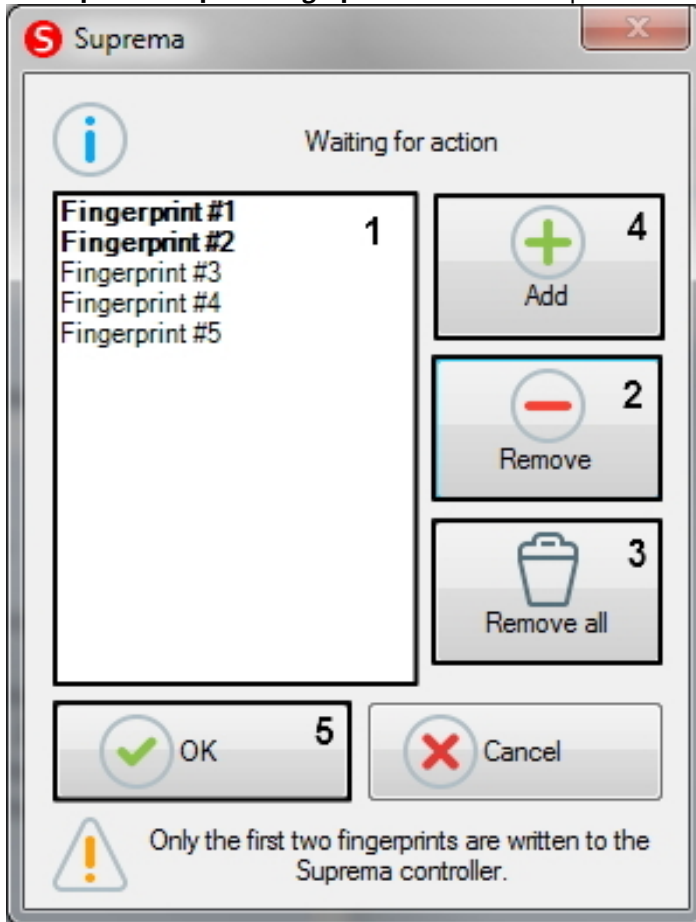 S Suprema
Waiting for action
Fingerprint #1
Fingerprint #2
Fingerprint #3
Fingerprint #4
Fingerprint #5
1
4
Add
2
Remove
3
Remove all
OK
5
Cancel
Only the first two fingerprints are written to the
Suprema controller.